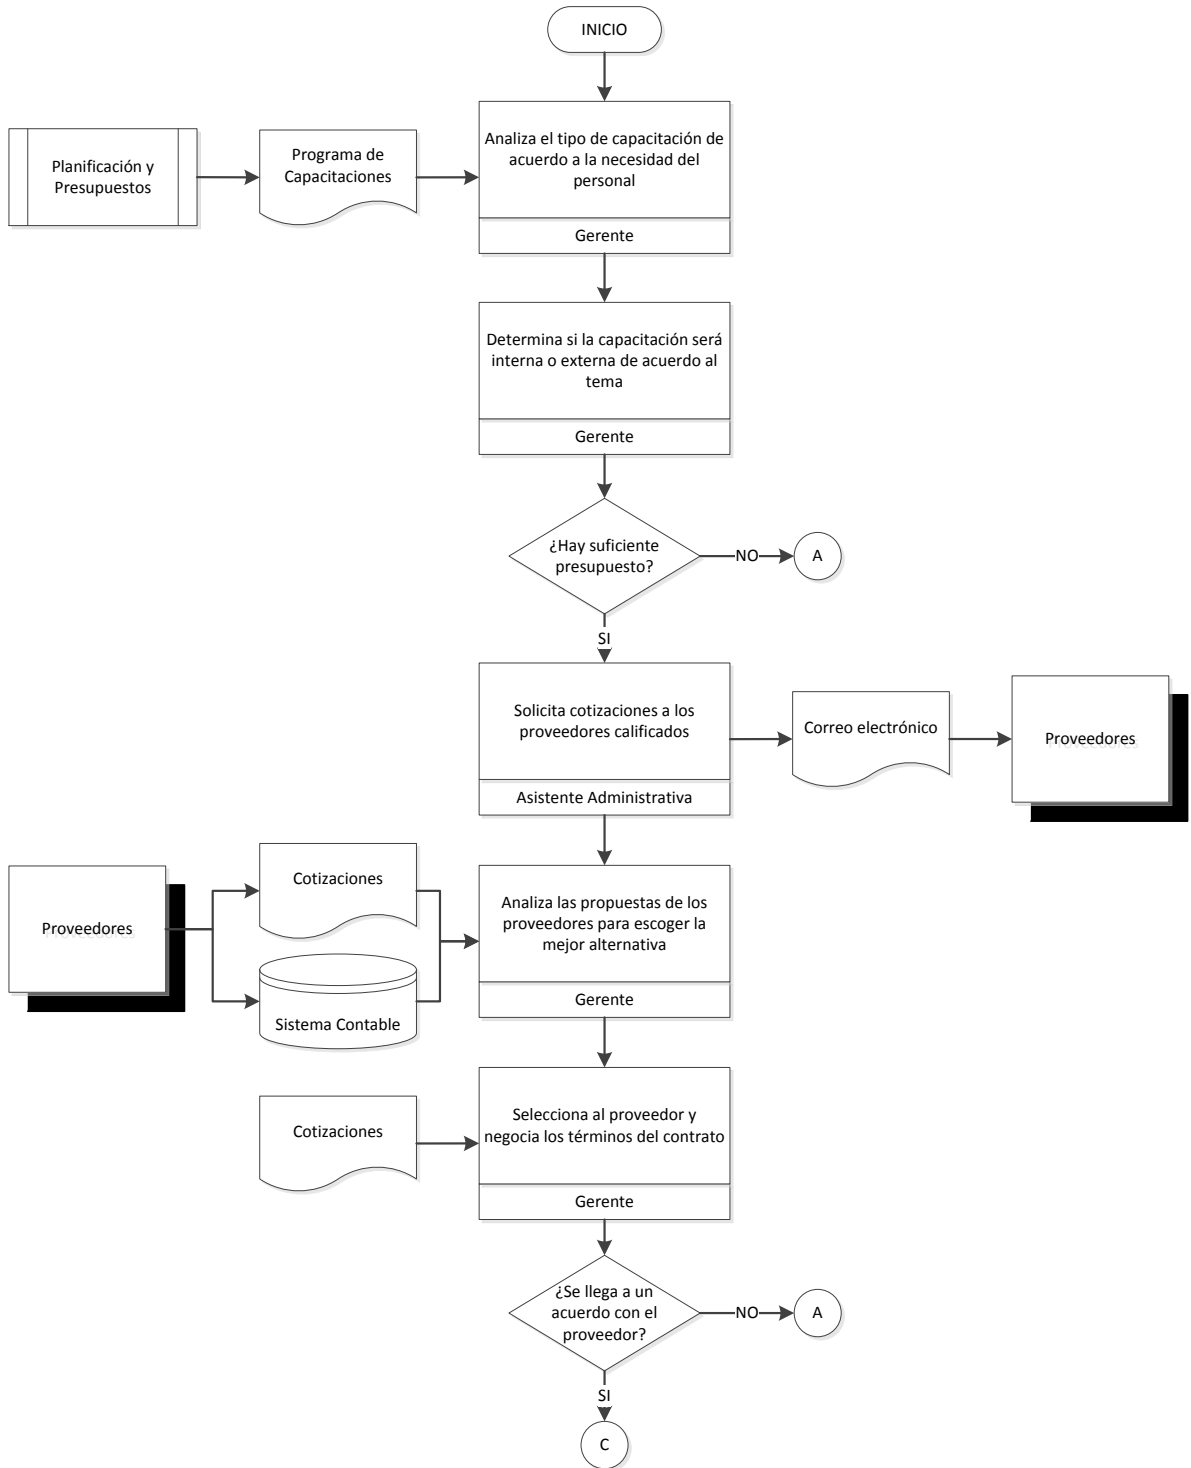 INICIO
Planificación y
Presupuestos
Programa de
Capacitaciones
Analiza el tipo de capacitación de
acuerdo a la necesidad del
personal
Gerente
Determina si la capacitación será
interna o externa de acuerdo al
tema
Gerente
¿Hay suficiente
presupuesto?
NO
A
SI
Solicita cotizaciones a los
proveedores calificados
Asistente Administrativa
Correo electrónico
Proveedores
Proveedores
Cotizaciones
Sistema Contable
Analiza las propuestas de los
proveedores para escoger la
mejor alternativa
Gerente
Cotizaciones
Selecciona al proveedor y
negocia los términos del contrato
Gerente
¿Se llega a un
acuerdo con el
proveedor?
NO
A
SI
C